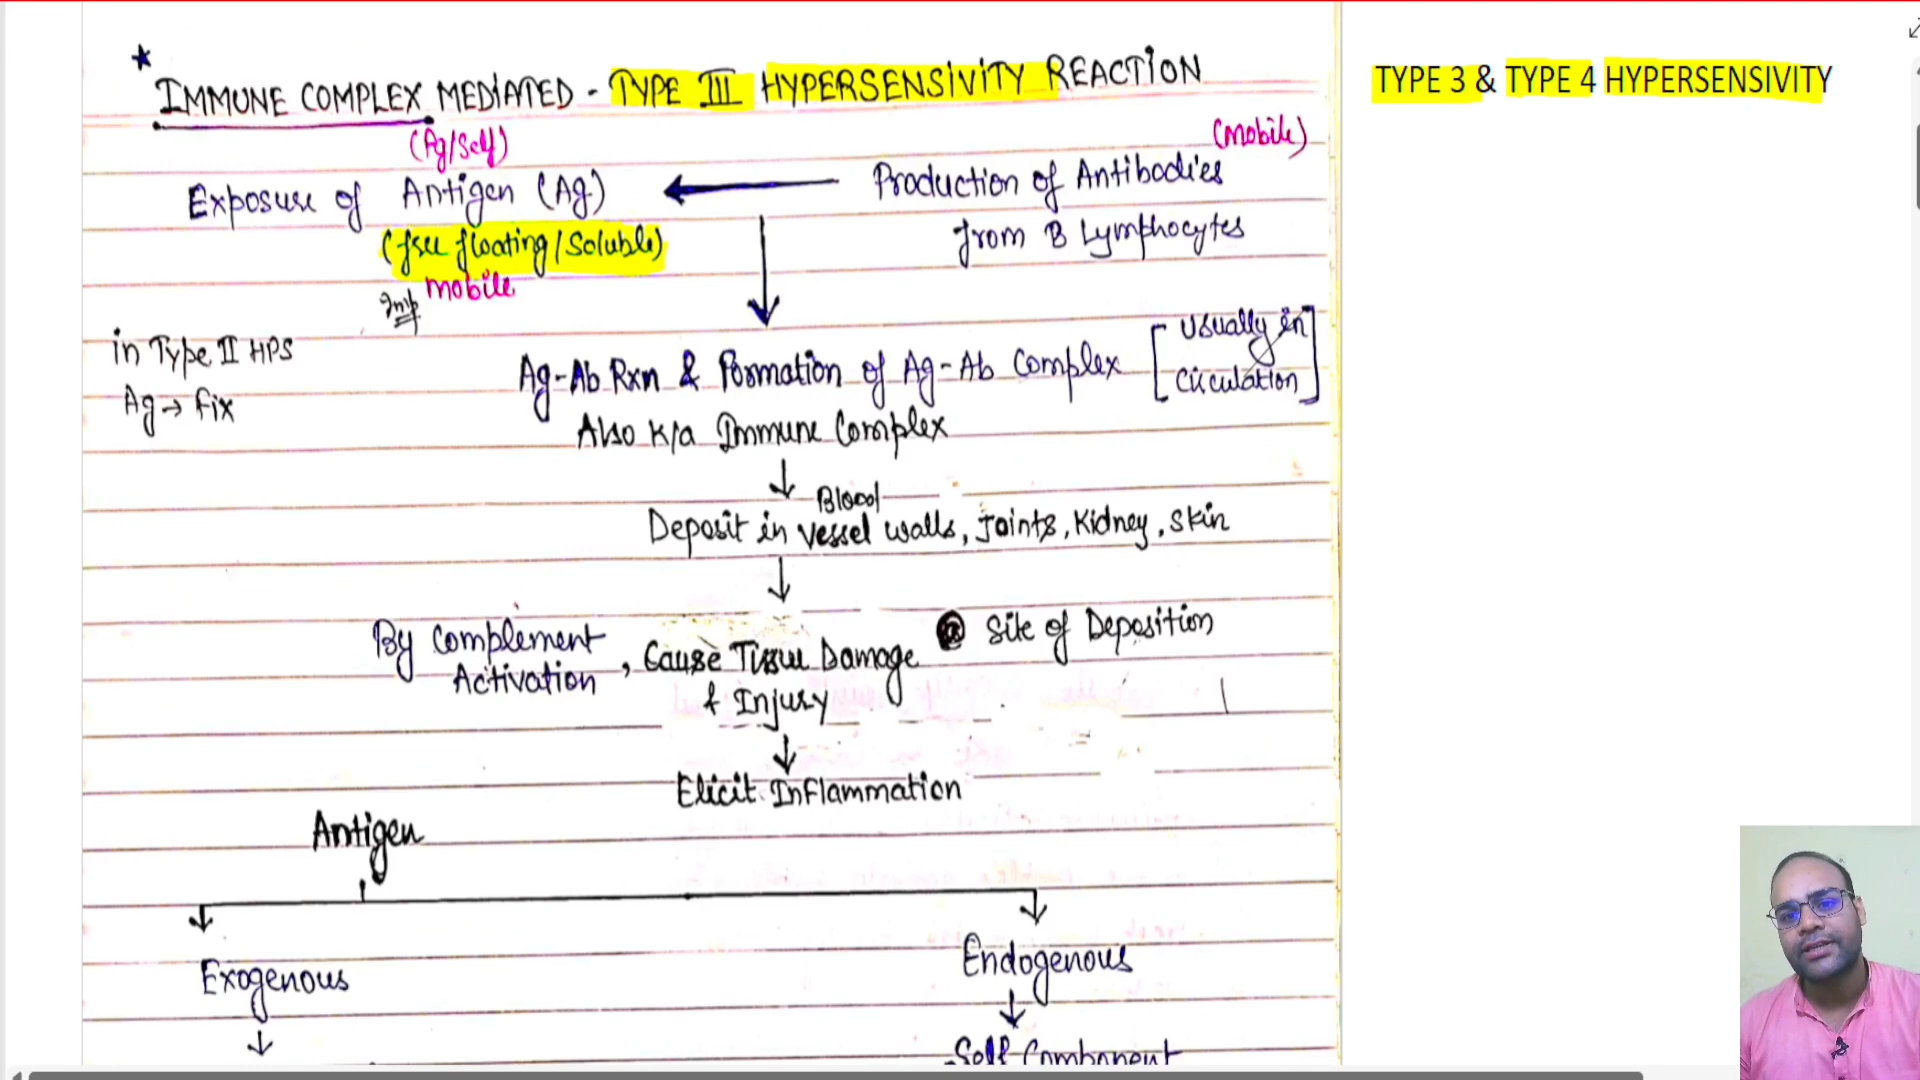 IMMUNE COMPLEX MEDIATED - TYPE III HYPERSENSIVITY REACTION
TYPE 3 & TYPE 4 HYPERSENSIVITY
(Ag/Self)
(mobile)
Exposure of Antigen (Ag)
Production of Antibodies
from B Lymphocytes
(free floating/Soluble)
mobile
Imp
in Type II HPS
Ag → Fix
Ag-Ab Rxn & Formation of Ag-Ab Complex
[Usually in
Circulation]
Also K/a Immune Complex
Blood
Deposit in vessel walls, Joints, Kidney, Skin
By Complement
Activation
, Cause Tissue Damage
& Injury
@ Site of Deposition
Elicit Inflammation
Antigen
Exogenous
Endogenous
Self Component